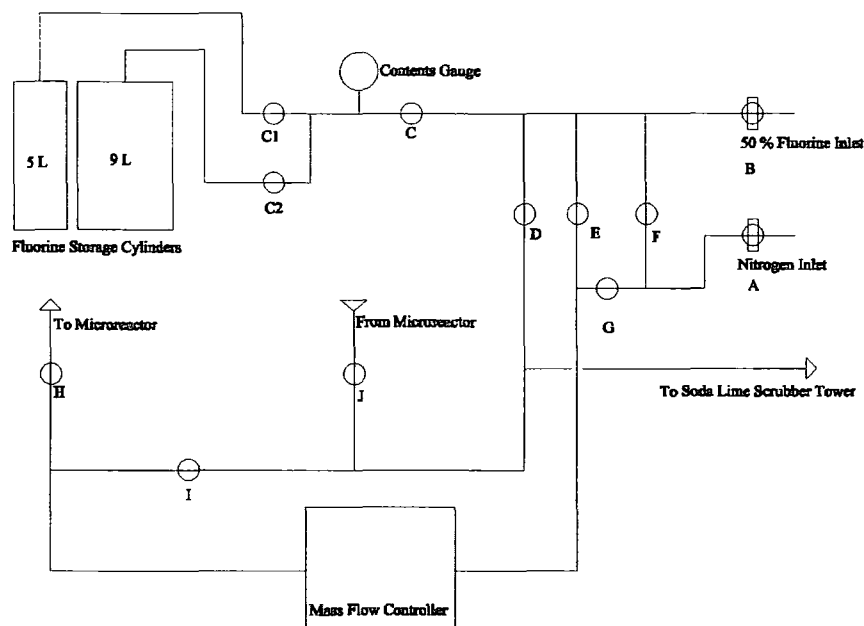 Contents Gauge
C1
C
5 L
9 L
50 % Fluorine Inlet
B
C2
D
E
F
Fluorine Storage Cylinders
Nitrogen Inlet
A
G
To Microreactor
From Microreactor
H
J
To Soda Lime Scrubber Tower
I
Mass Flow Controller